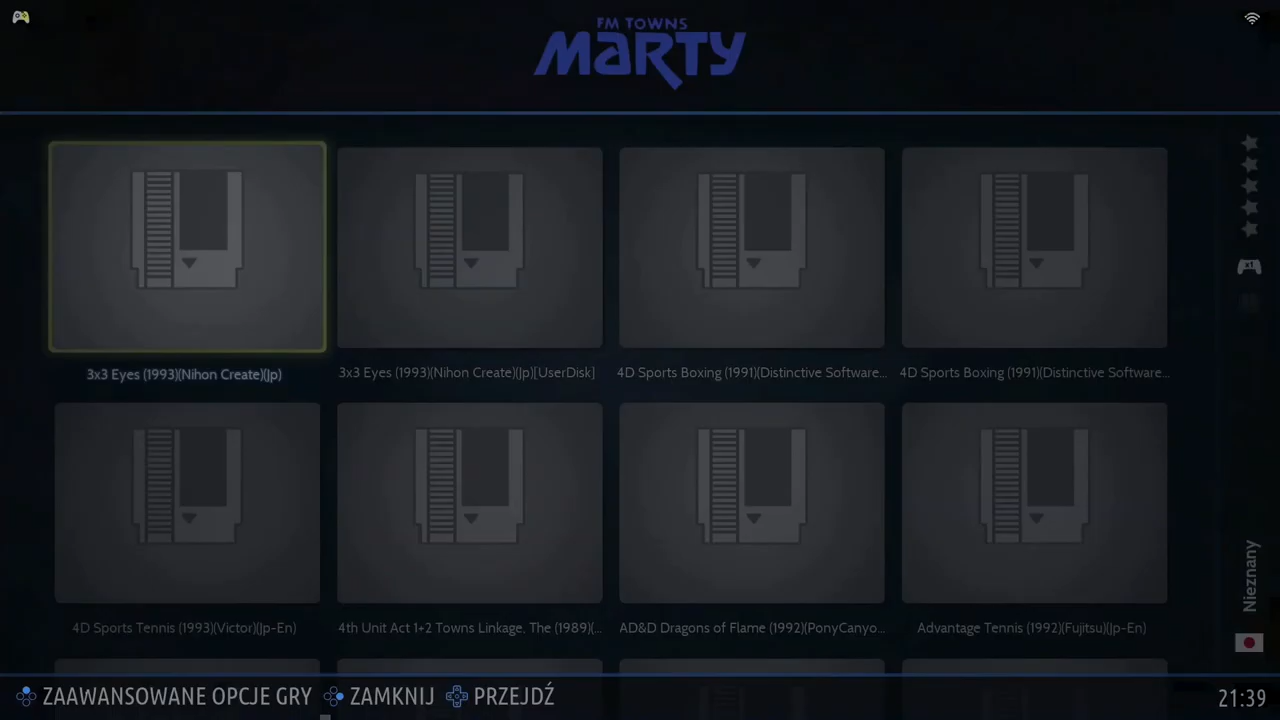 FM TOWNS
MARTY
x1
3x3 Eyes (1993)(Nihon Create)(Jp)
3x3 Eyes (1993)(Nihon Create)(Jp)[UserDisk]
4D Sports Boxing (1991)(Distinctive Software...
4D Sports Boxing (1991)(Distinctive Software...
4D Sports Tennis (1993)(Victor)(Jp-En)
4th Unit Act 1+2 Towns Linkage. The (1989)(...
AD&D Dragons of Flame (1992)(PonyCanyo...
Advantage Tennis (1992)(Fujitsu)(Jp-En)
Nieznany
ZAAWANSOWANE OPCJE GRY
ZAMKNIJ
PRZEJDŹ
21:39